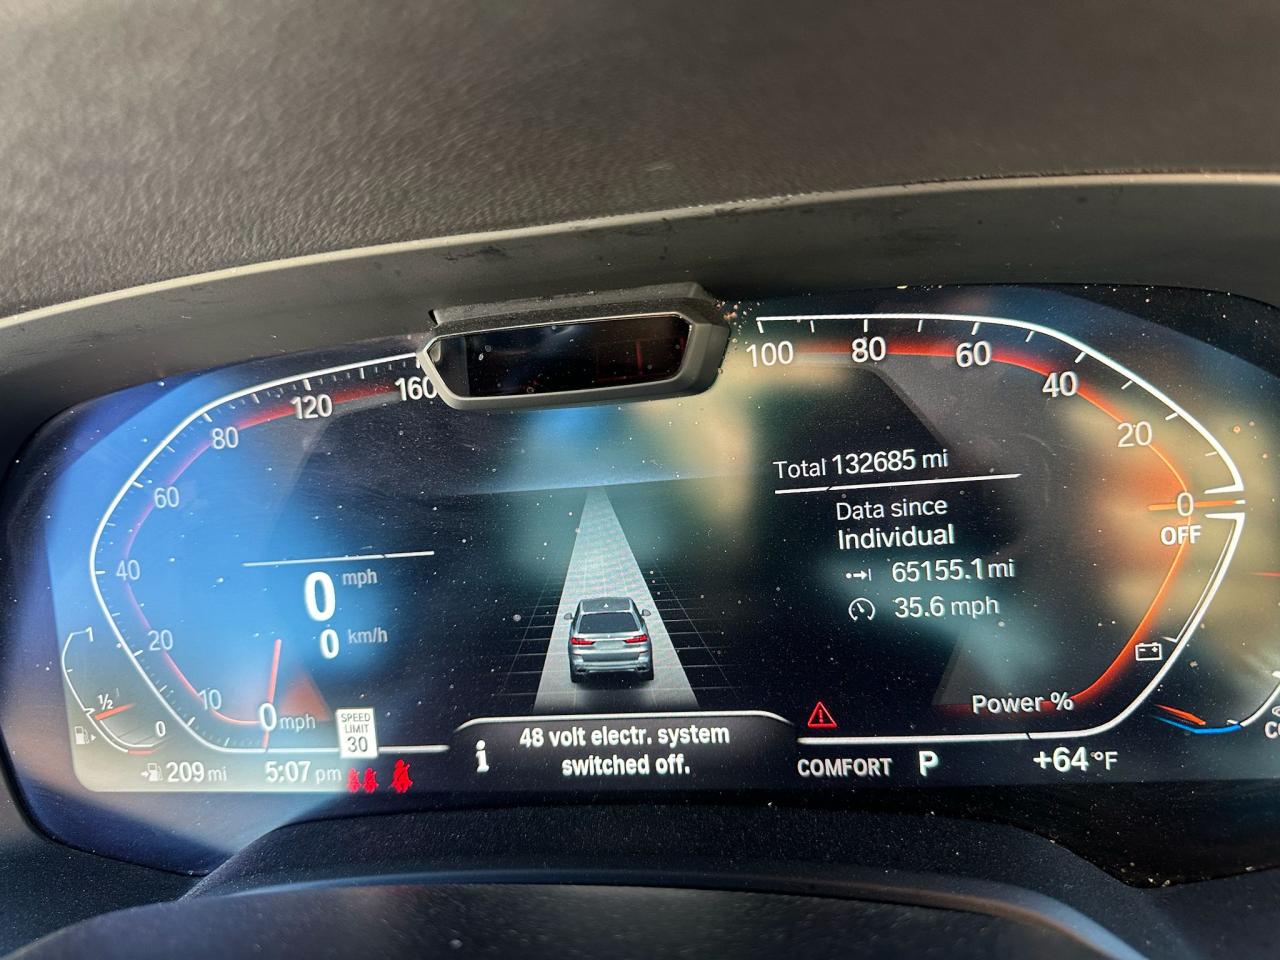 160
120
80
60
40
20
10
0 mph
1
1/2
0
0 mph
0 km/h
SPEED
LIMIT
30
209 mi
5:07 pm
i
48 volt electr. system
switched off.
100
80
60
40
20
0
OFF
Total 132685 mi
Data since
Individual
65155.1 mi
35.6 mph
Power %
COMFORT
P
+64 °F